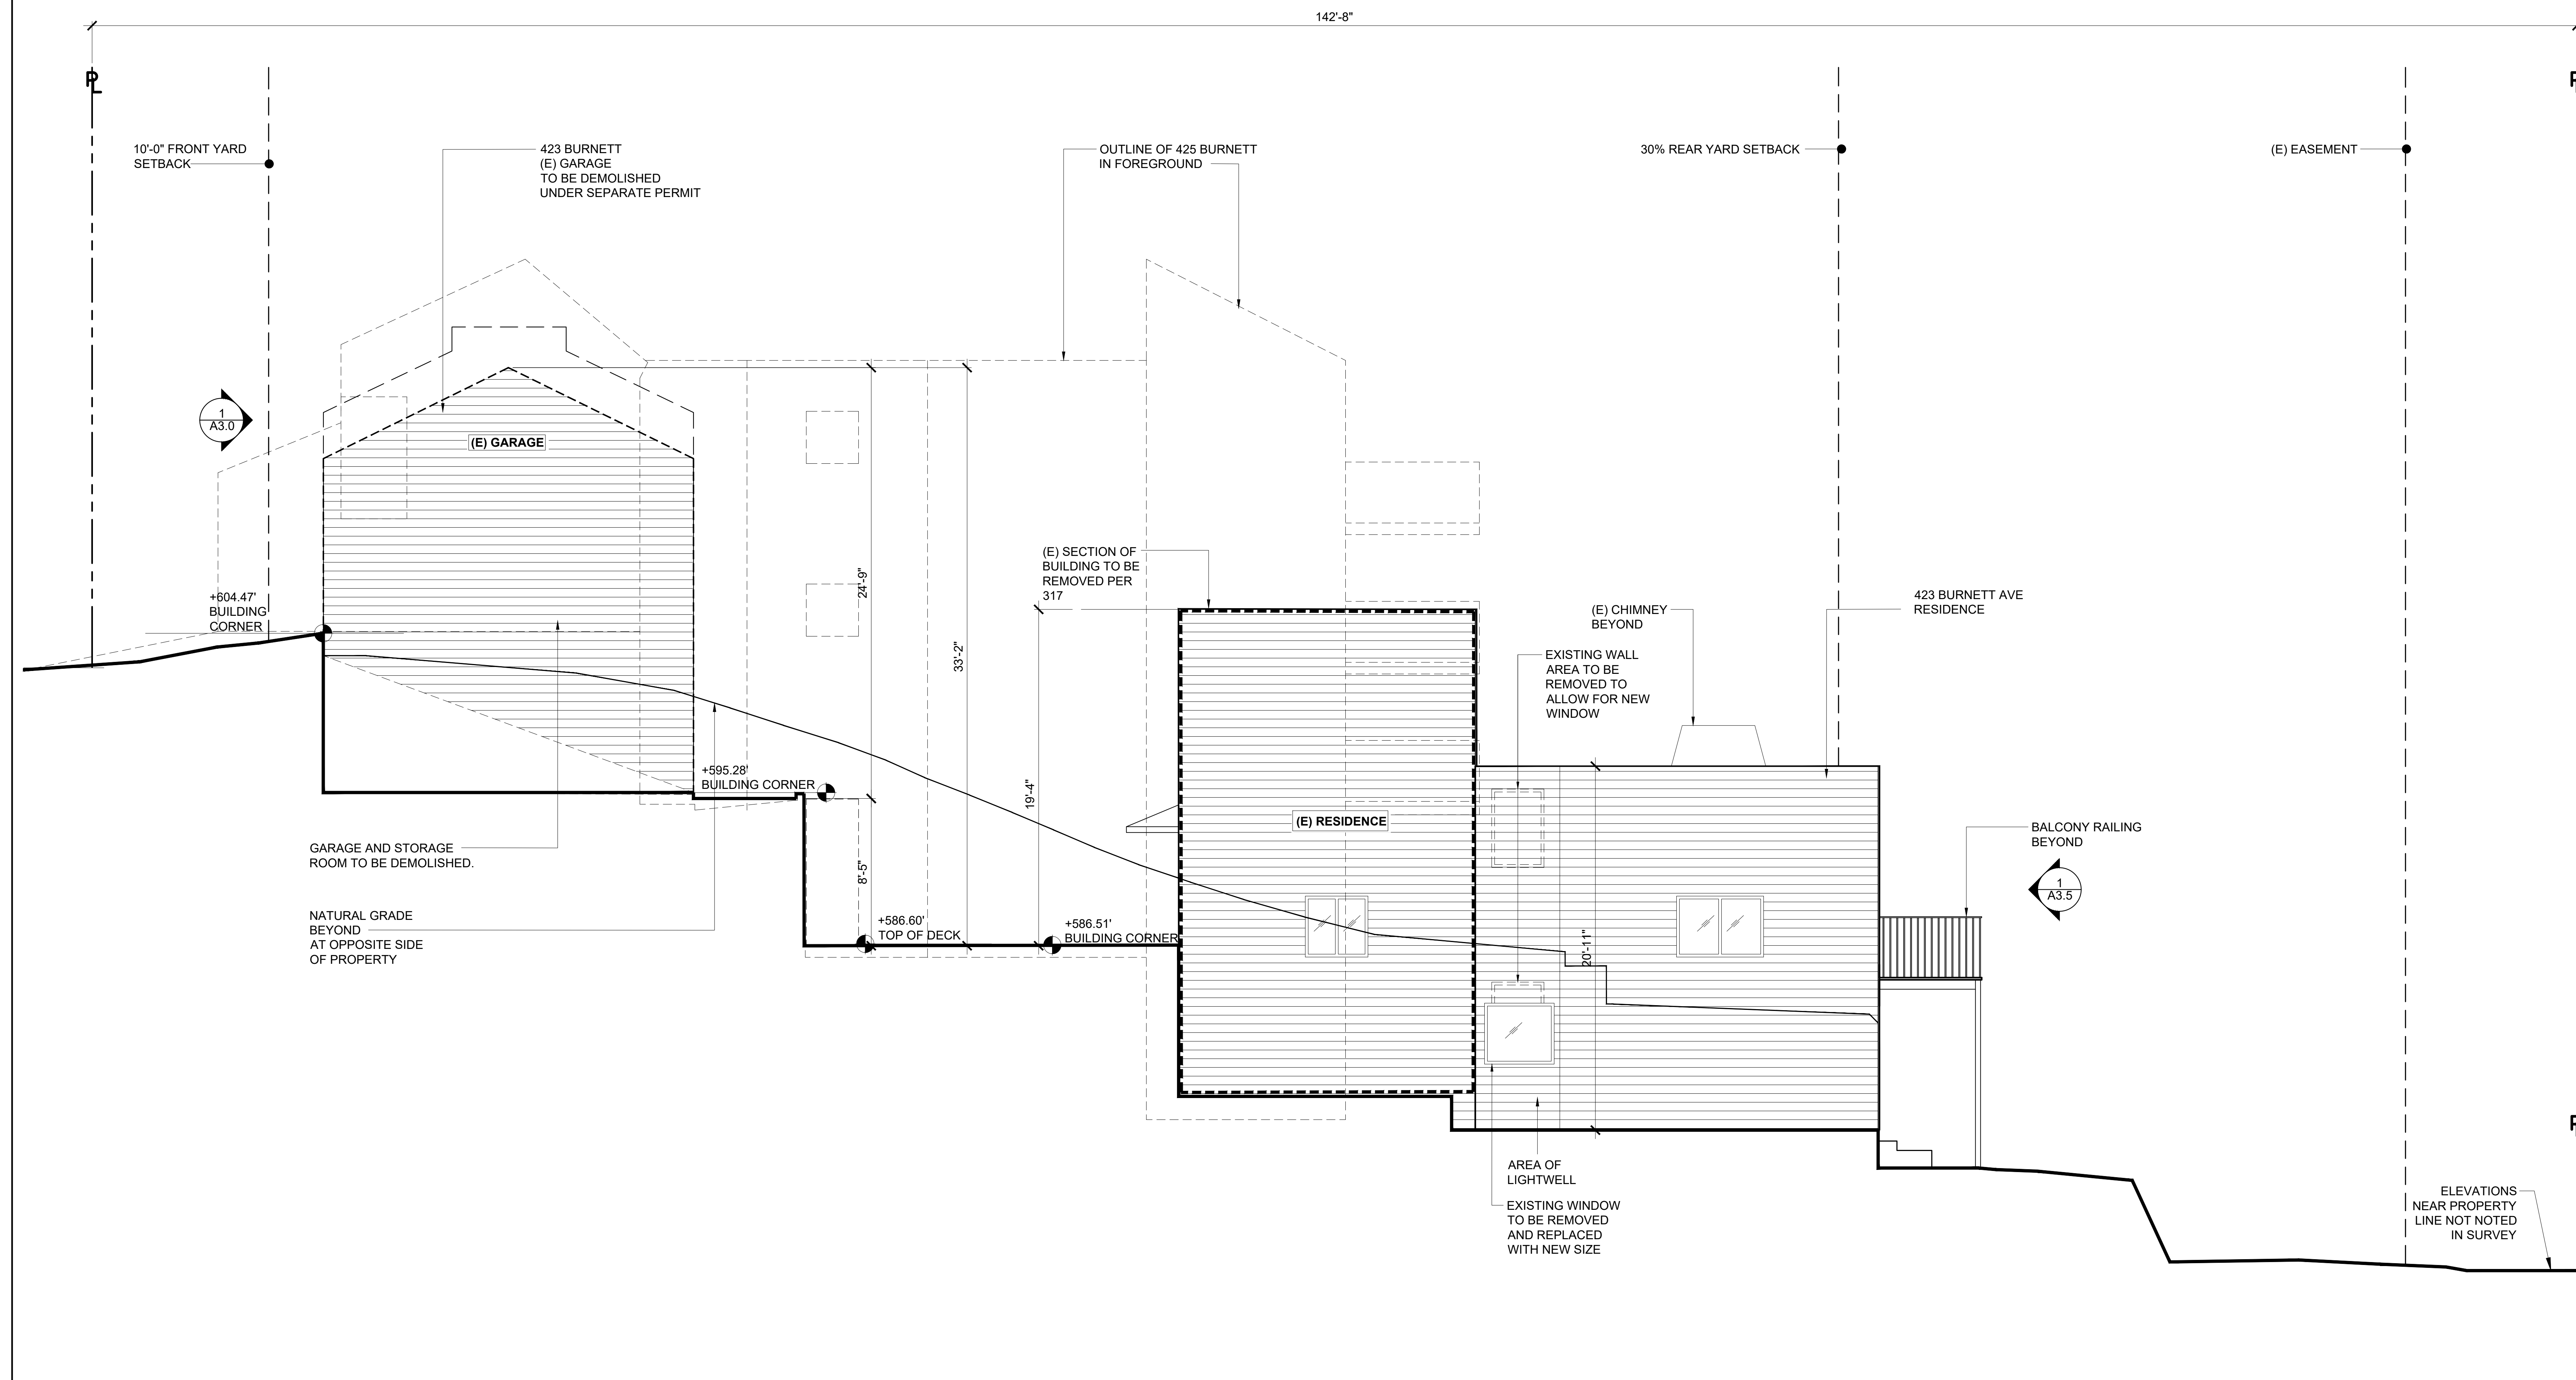 142'-8"
PL
10'-0" FRONT YARD
SETBACK
423 BURNETT
(E) GARAGE
TO BE DEMOLISHED
UNDER SEPARATE PERMIT
OUTLINE OF 425 BURNETT
IN FOREGROUND
30% REAR YARD SETBACK
(E) EASEMENT
1
A3.0
(E) GARAGE
+604.47'
BUILDING
CORNER
24'-9"
33'-2"
(E) SECTION OF
BUILDING TO BE
REMOVED PER
317
(E) CHIMNEY
BEYOND
423 BURNETT AVE
RESIDENCE
EXISTING WALL
AREA TO BE
REMOVED TO
ALLOW FOR NEW
WINDOW
+595.28'
BUILDING CORNER
19'-4"
(E) RESIDENCE
BALCONY RAILING
BEYOND
GARAGE AND STORAGE
ROOM TO BE DEMOLISHED.
8'-5"
1
A3.5
NATURAL GRADE
BEYOND
AT OPPOSITE SIDE
OF PROPERTY
+586.60'
TOP OF DECK
+586.51'
BUILDING CORNER
20'-11"
AREA OF
LIGHTWELL
EXISTING WINDOW
TO BE REMOVED
AND REPLACED
WITH NEW SIZE
ELEVATIONS
NEAR PROPERTY
LINE NOT NOTED
IN SURVEY